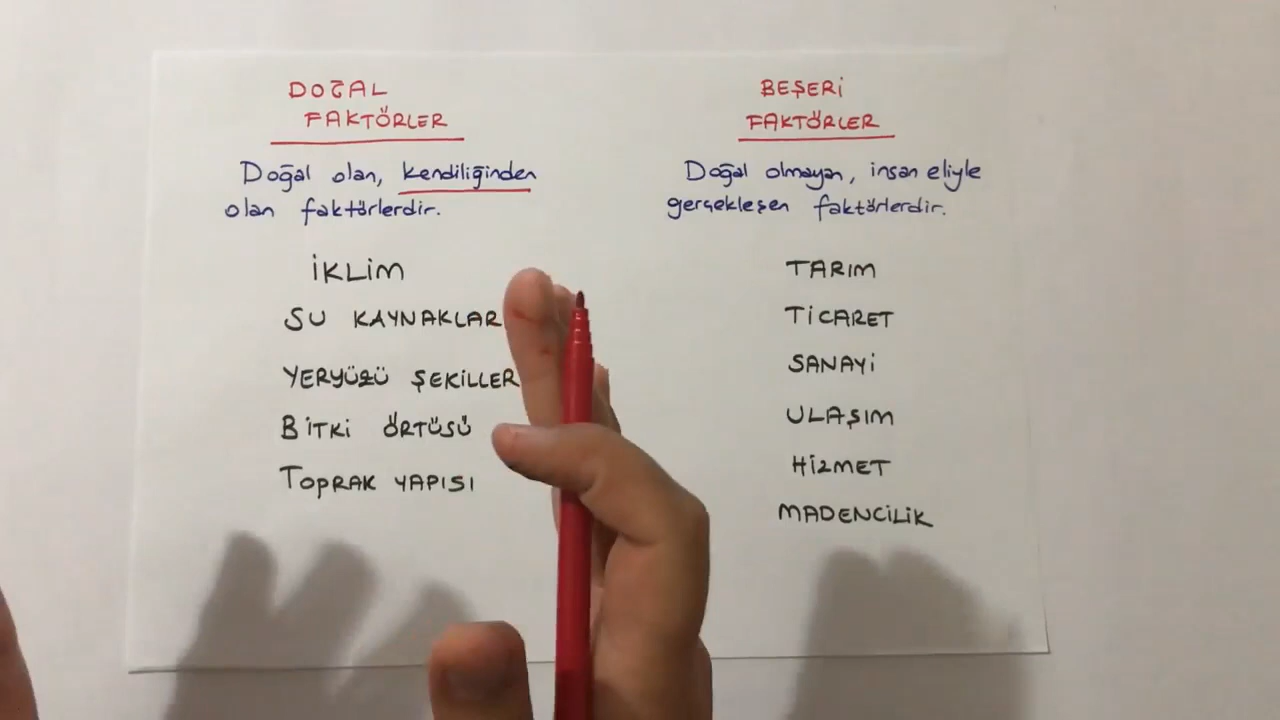 DOĞAL
FAKTÖRLER
Doğal olan, kendiliğinden
olan faktörlerdir.
İKLİM
SU KAYNAKLAR
YERYÜZÜ ŞEKİLLER
BİTKİ ÖRTÜSÜ
TOPRAK YAPISI
BEŞERİ
FAKTÖRLER
Doğal olmayan, insan eliyle
gerçekleşen faktörlerdir.
TARIM
TİCARET
SANAYİ
ULAŞIM
HİZMET
MADENCİLİK